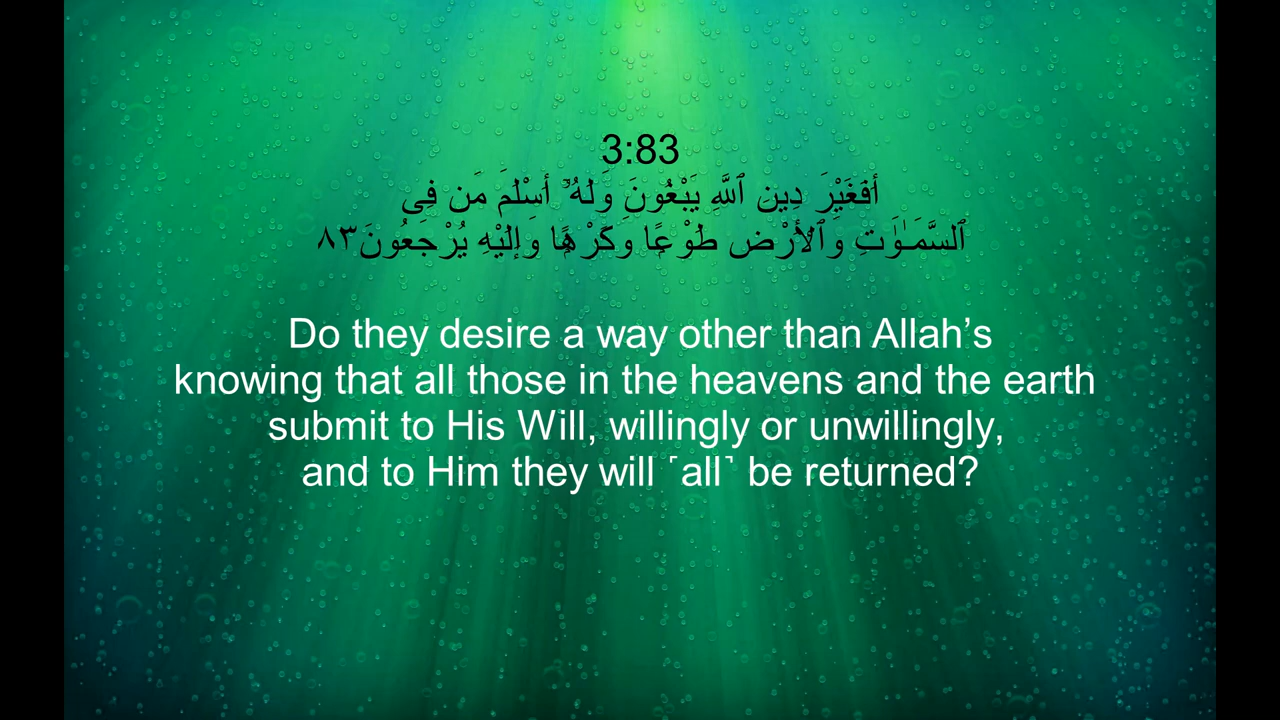 3:83
أَفَغَيْرَ دِينِ ٱللَّهِ يَبْغُونَ وَلَهُۥٓ أَسْلَمَ مَن فِى
ٱلسَّمَـٰوَٰتِ وَٱلْأَرْضِ طَوْعًۭا وَكَرْهًۭا وَإِلَيْهِ يُرْجَعُونَ٨٣
Do they desire a way other than Allah’s
knowing that all those in the heavens and the earth
submit to His Will, willingly or unwillingly,
and to Him they will ˹all˺ be returned?